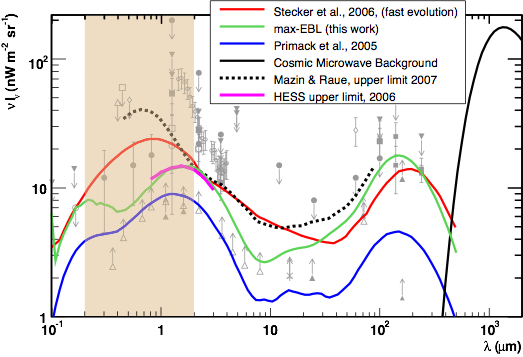 Stecker et al., 2006, (fast evolution)
max-EBL (this work)
Primack et al., 2005
Cosmic Microwave Background
Mazin & Raue, upper limit 2007
HESS upper limit, 2006
ν Iν (nW m⁻² sr⁻¹)
10²
10
1
10⁻¹ 1 10 10² 10³
λ (μm)